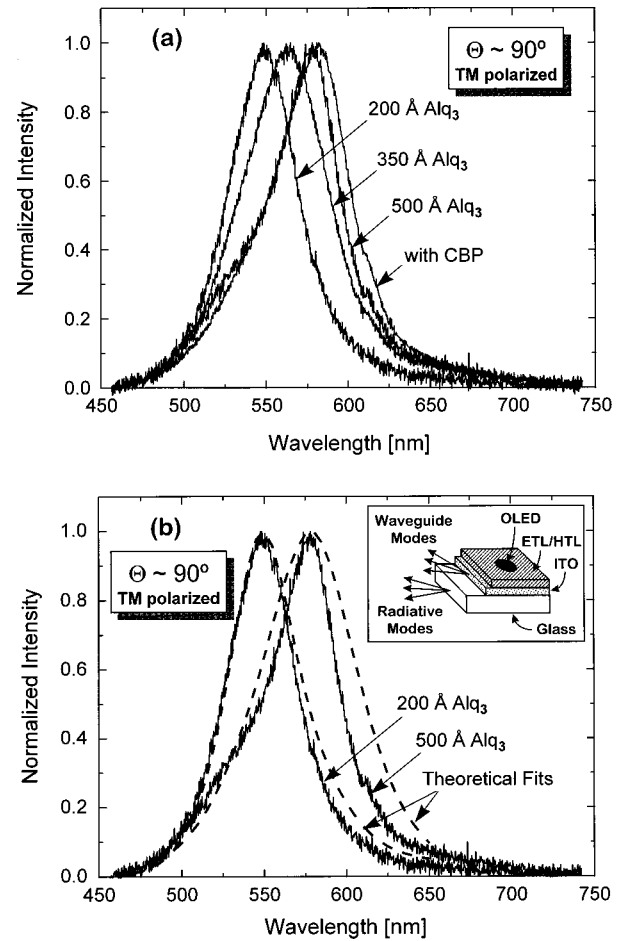 (a)
Θ ~ 90º
TM polarized
200 Å Alq₃
350 Å Alq₃
500 Å Alq₃
with CBP
Normalized Intensity
1.0
0.8
0.6
0.4
0.2
0.0
450 500 550 600 650 700 750
Wavelength [nm]
(b)
Θ ~ 90º
TM polarized
Waveguide
Modes
OLED
ETL/HTL
ITO
Radiative
Modes
Glass
200 Å Alq₃
500 Å Alq₃
Theoretical Fits
Normalized Intensity
1.0
0.8
0.6
0.4
0.2
0.0
450 500 550 600 650 700 750
Wavelength [nm]